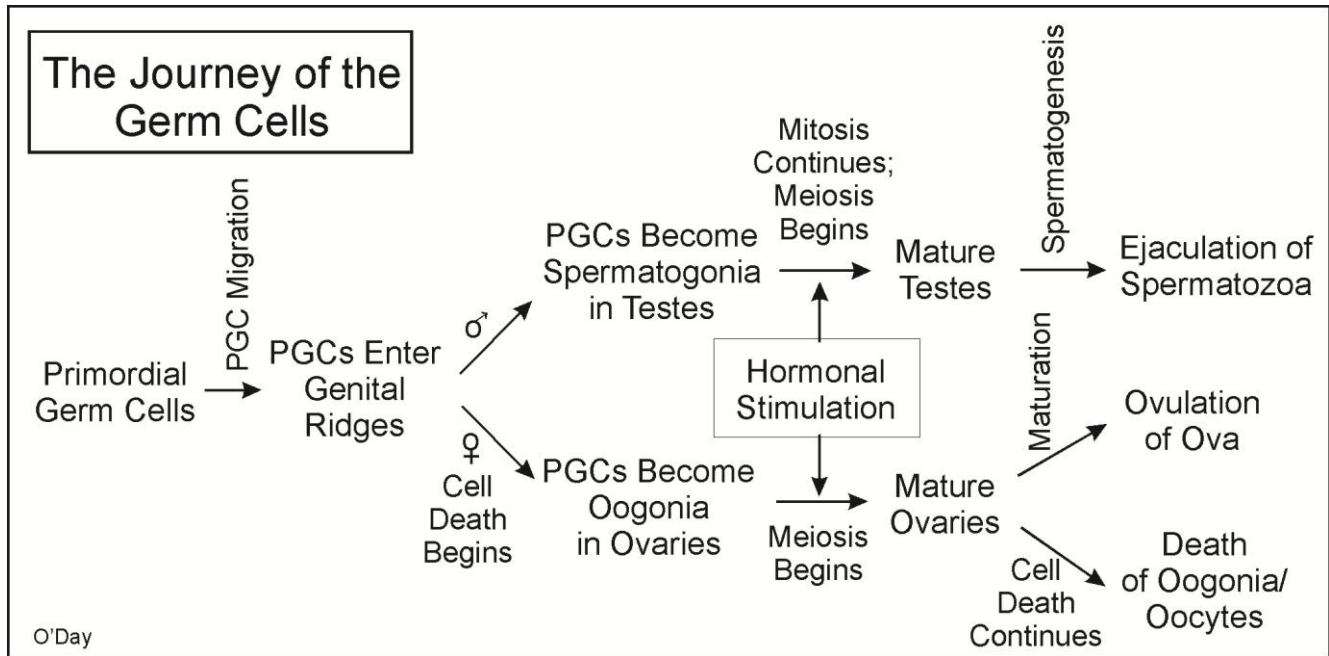 The Journey of the
Germ Cells
PGC Migration
Primordial
Germ Cells
PGCs Enter
Genital
Ridges
♂
♀
Cell
Death
Begins
PGCs Become
Spermatogonia
in Testes
PGCs Become
Oogonia
in Ovaries
Mitosis
Continues;
Meiosis
Begins
Hormonal
Stimulation
Meiosis
Begins
Mature
Testes
Mature
Ovaries
Spermatogenesis
Ejaculation of
Spermatozoa
Maturation
Ovulation
of Ova
Cell
Death
Continues
Death
of Oogonia/
Oocytes
O'Day